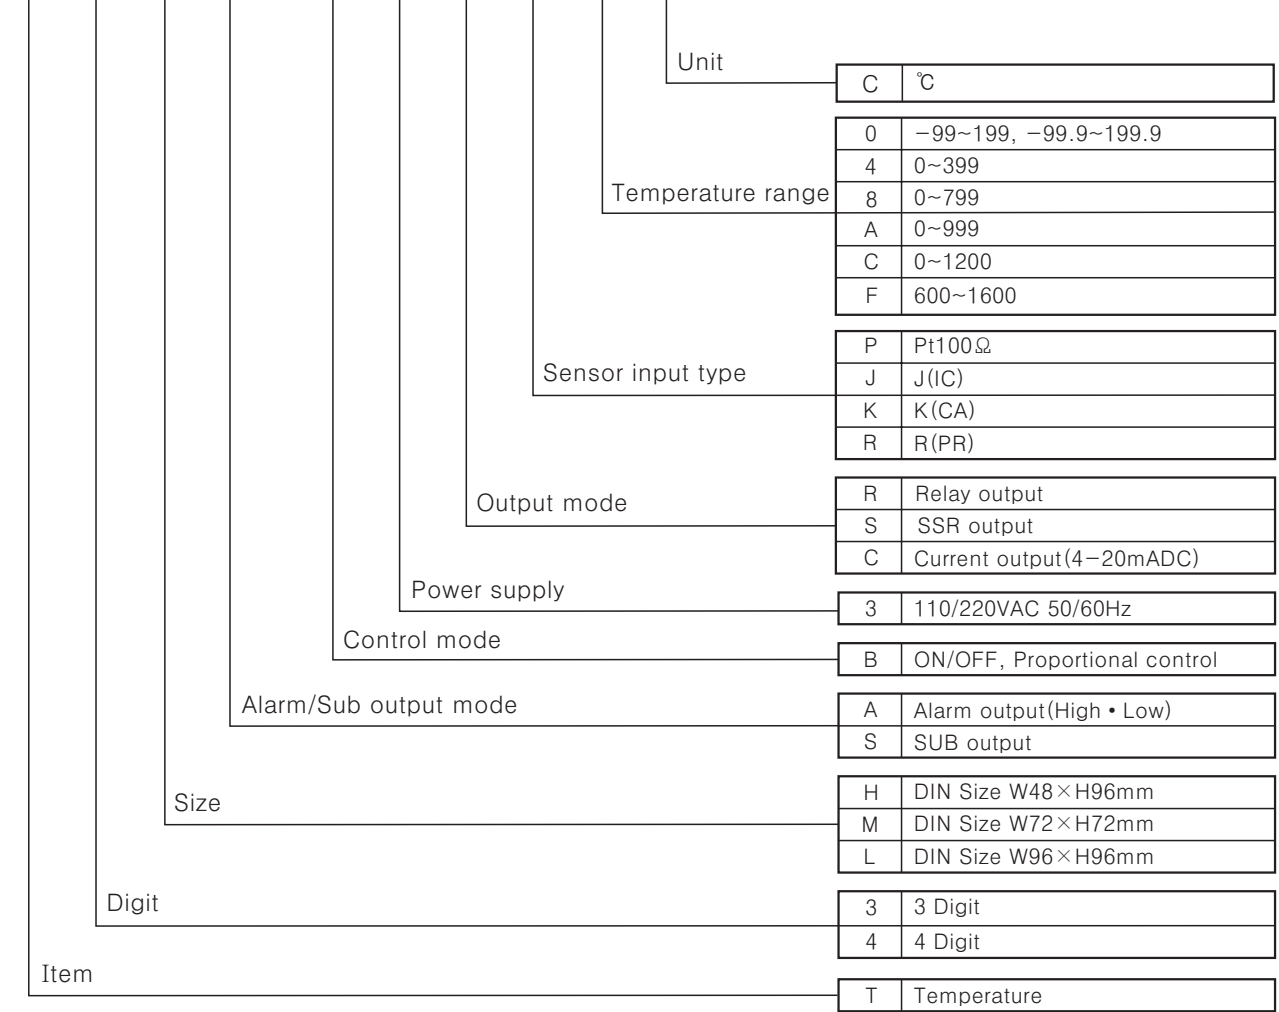 Unit
C ℃
0 −99~199, −99.9~199.9
4 0~399
Temperature range
8 0~799
A 0~999
C 0~1200
F 600~1600
P Pt100Ω
Sensor input type
J J(IC)
K K(CA)
R R(PR)
R Relay output
Output mode
S SSR output
C Current output(4−20mADC)
Power supply
3 110/220VAC 50/60Hz
Control mode
B ON/OFF, Proportional control
Alarm/Sub output mode
A Alarm output(High • Low)
S SUB output
H DIN Size W48×H96mm
Size
M DIN Size W72×H72mm
L DIN Size W96×H96mm
Digit
3 3 Digit
4 4 Digit
Item
T Temperature